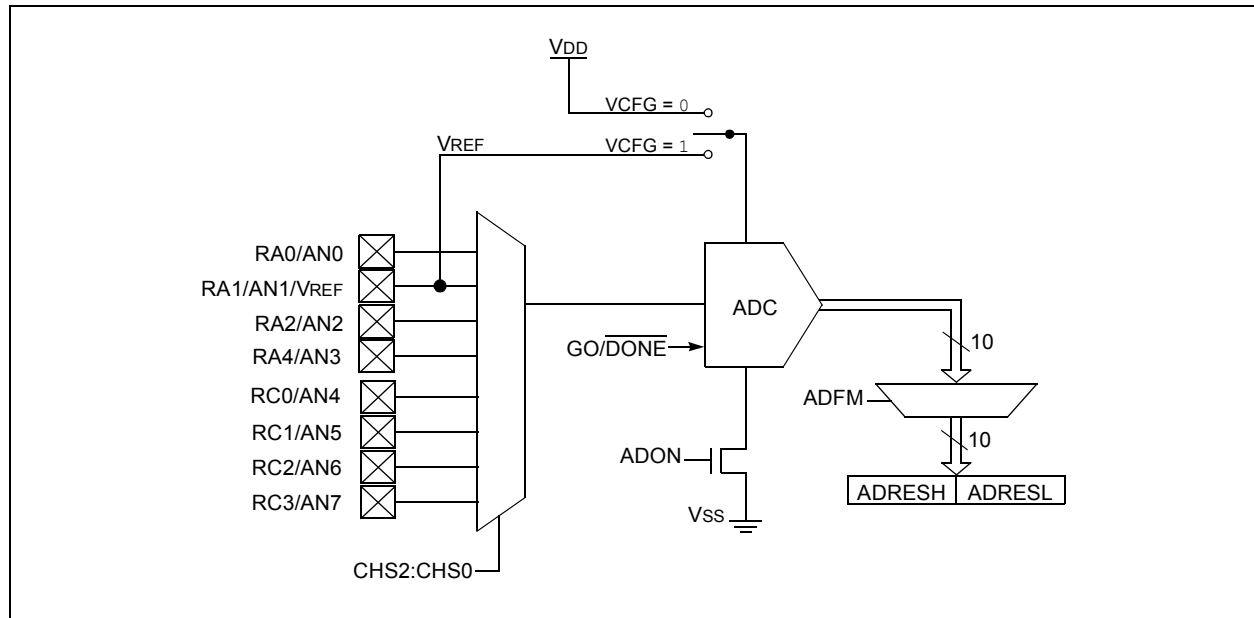 VDD
VCFG = 0
VREF
VCFG = 1
RA0/AN0
RA1/AN1/VREF
RA2/AN2
RA4/AN3
RC0/AN4
RC1/AN5
RC2/AN6
RC3/AN7
CHS2:CHS0
ADC
GO/DONE
ADON
VSS
10
ADFM
10
ADRESH ADRESL